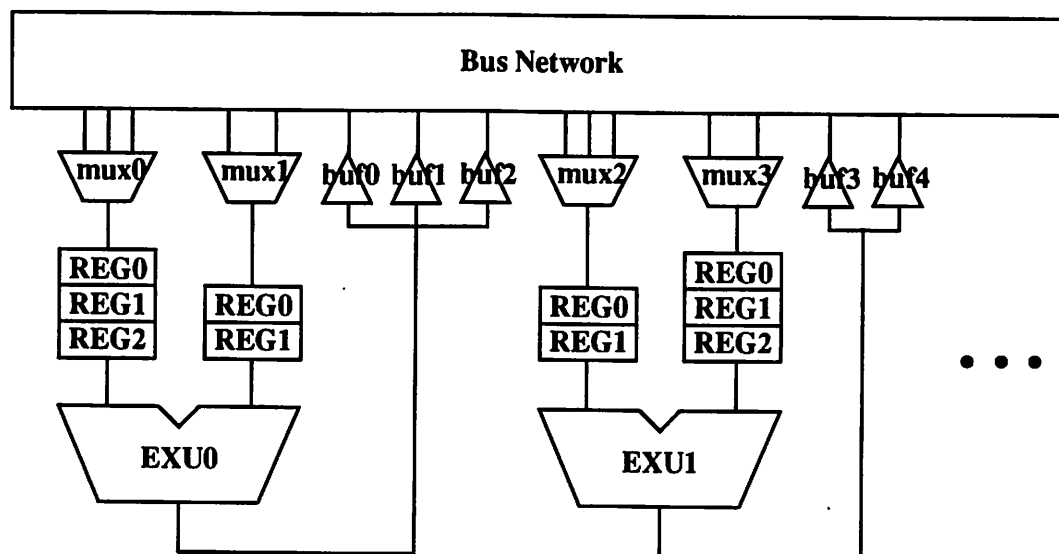 Bus Network
mux0
mux1
buf0
buf1
buf2
mux2
mux3
buf3
buf4
REG0
REG1
REG2
REG0
REG1
REG0
REG1
REG0
REG1
REG2
EXU0
EXU1